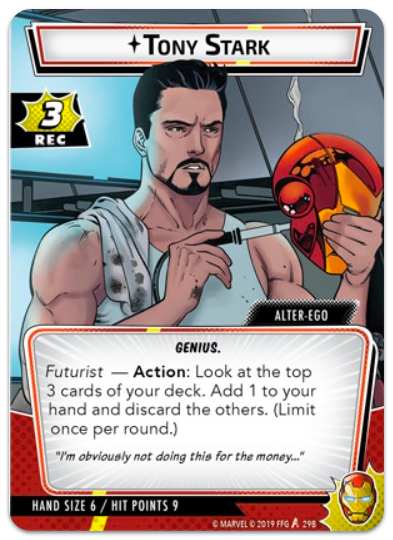 TONY STARK
3
REC
ALTER-EGO
GENIUS.
Futurist — Action: Look at the top
3 cards of your deck. Add 1 to your
hand and discard the others. (Limit
once per round.)
"I'm obviously not doing this for the money..."
HAND SIZE 6 / HIT POINTS 9
© MARVEL © 2019 FFG 29B